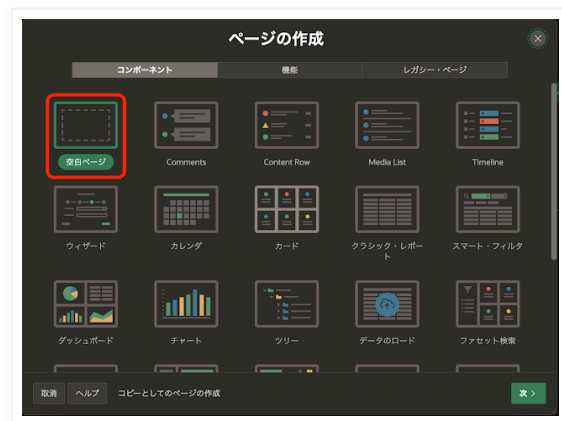 ページの作成
コンポーネント
機能
レガシー・ページ
空白ページ
Comments
Content Row
Media List
Timeline
ウィザード
カレンダ
カード
クラシック・レポー
ト
スマート・フィルタ
ダッシュボード
チャート
ツリー
データのロード
ファセット検索
取消
ヘルプ
コピーとしてのページの作成
次 >